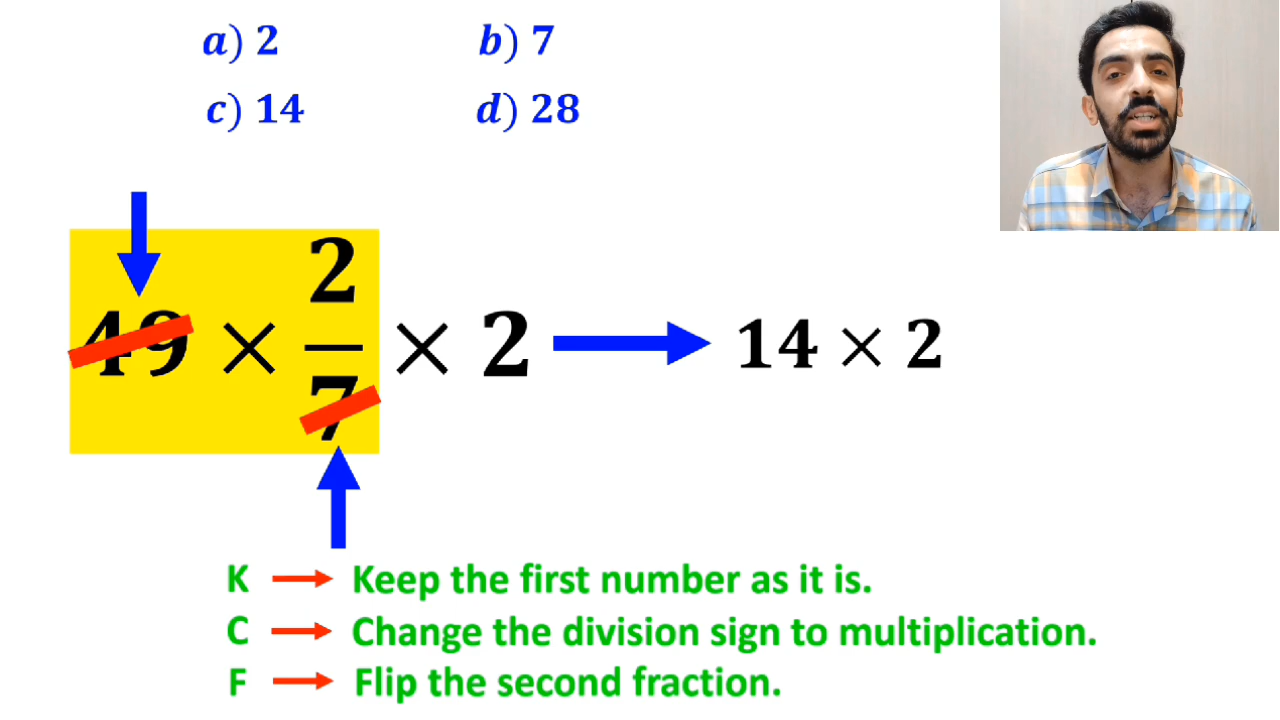 a) 2 b) 7
c) 14 d) 28
49 × 2/7 × 2 → 14 × 2
K → Keep the first number as it is.
C → Change the division sign to multiplication.
F → Flip the second fraction.